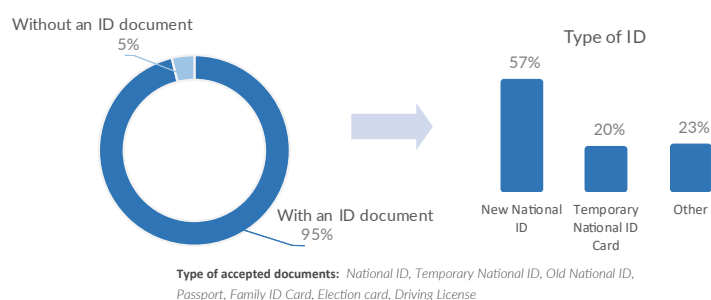 Without an ID document
5%
With an ID document
95%
Type of ID
57%
20%
23%
New National
ID
Temporary
National ID
Card
Other
Type of accepted documents: National ID, Temporary National ID, Old National ID,
Passport, Family ID Card, Election card, Driving License